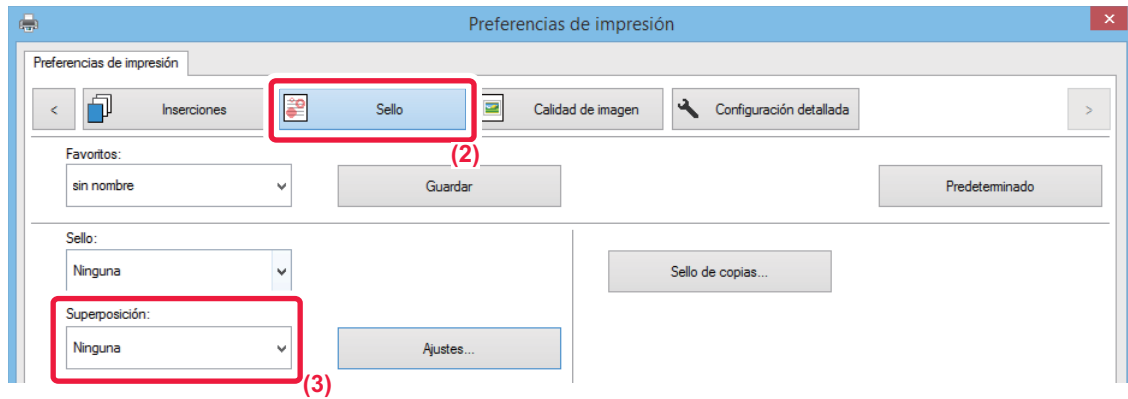 Preferencias de impresión
Preferencias de impresión
< Inserciones Sello Calidad de imagen Configuración detallada >
(2)
Favoritos:
sin nombre Guardar Predeterminado
Sello:
Ninguna Sello de copias...
Superposición:
Ninguna Ajustes...
(3)